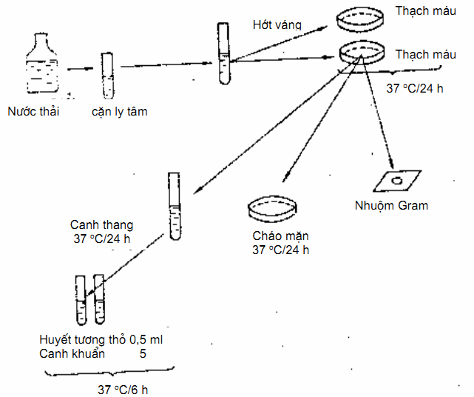 Hớt váng
Thạch máu
Thạch máu
37 °C/24 h
Nước thải
cặn ly tâm
Nhuộm Gram
Canh thang
37 °C/24 h
Cháo mặn
37 °C/24 h
Huyết tương thỏ 0,5 ml
Canh khuẩn 5
37 °C/6 h